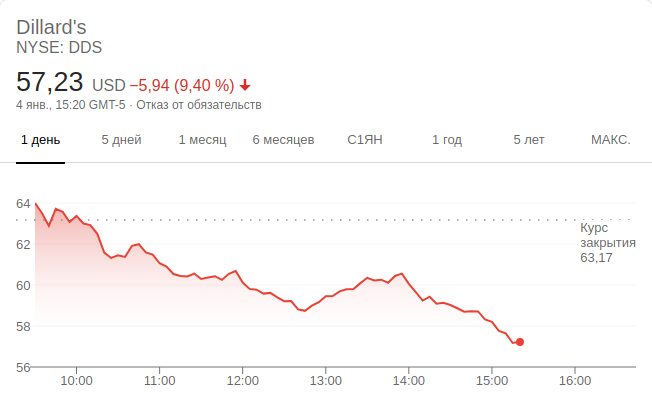 Dillard's
NYSE: DDS
57,23 USD −5,94 (9,40 %)
4 янв., 15:20 GMT-5 · Отказ от обязательств
1 день 5 дней 1 месяц 6 месяцев С1ЯН 1 год 5 лет МАКС.
64
Курс
62 закрытия
63,17
60
58
56
10:00 11:00 12:00 13:00 14:00 15:00 16:00